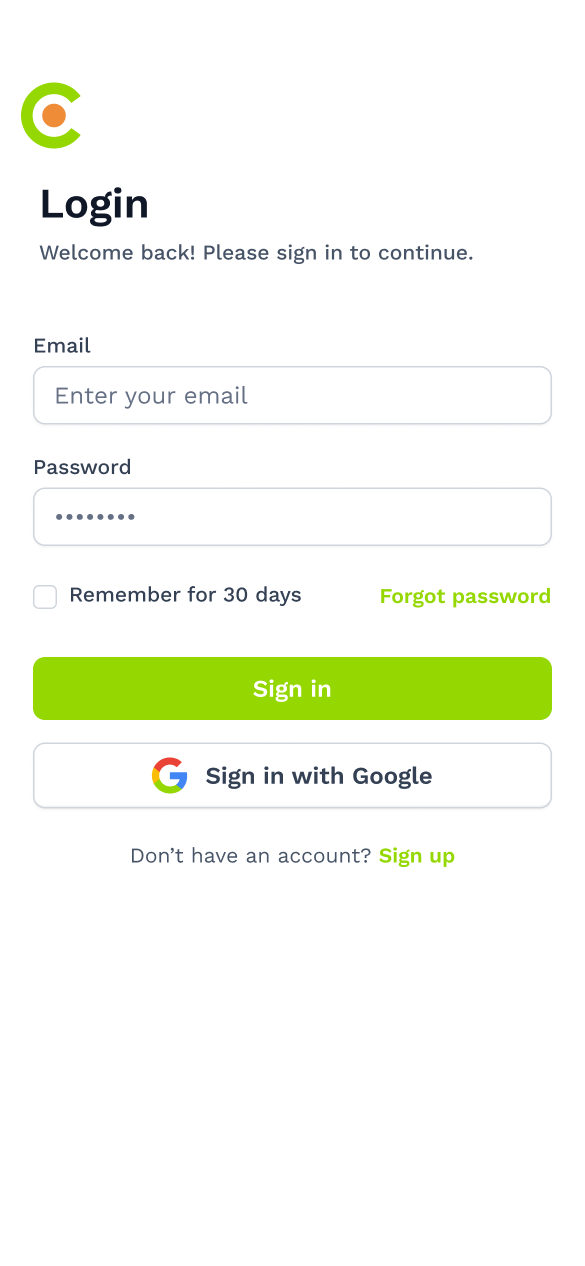 Login
Welcome back! Please sign in to continue.
Email
Enter your email
Password
••••••••
Remember for 30 days
Forgot password
Sign in
Sign in with Google
Don’t have an account? Sign up